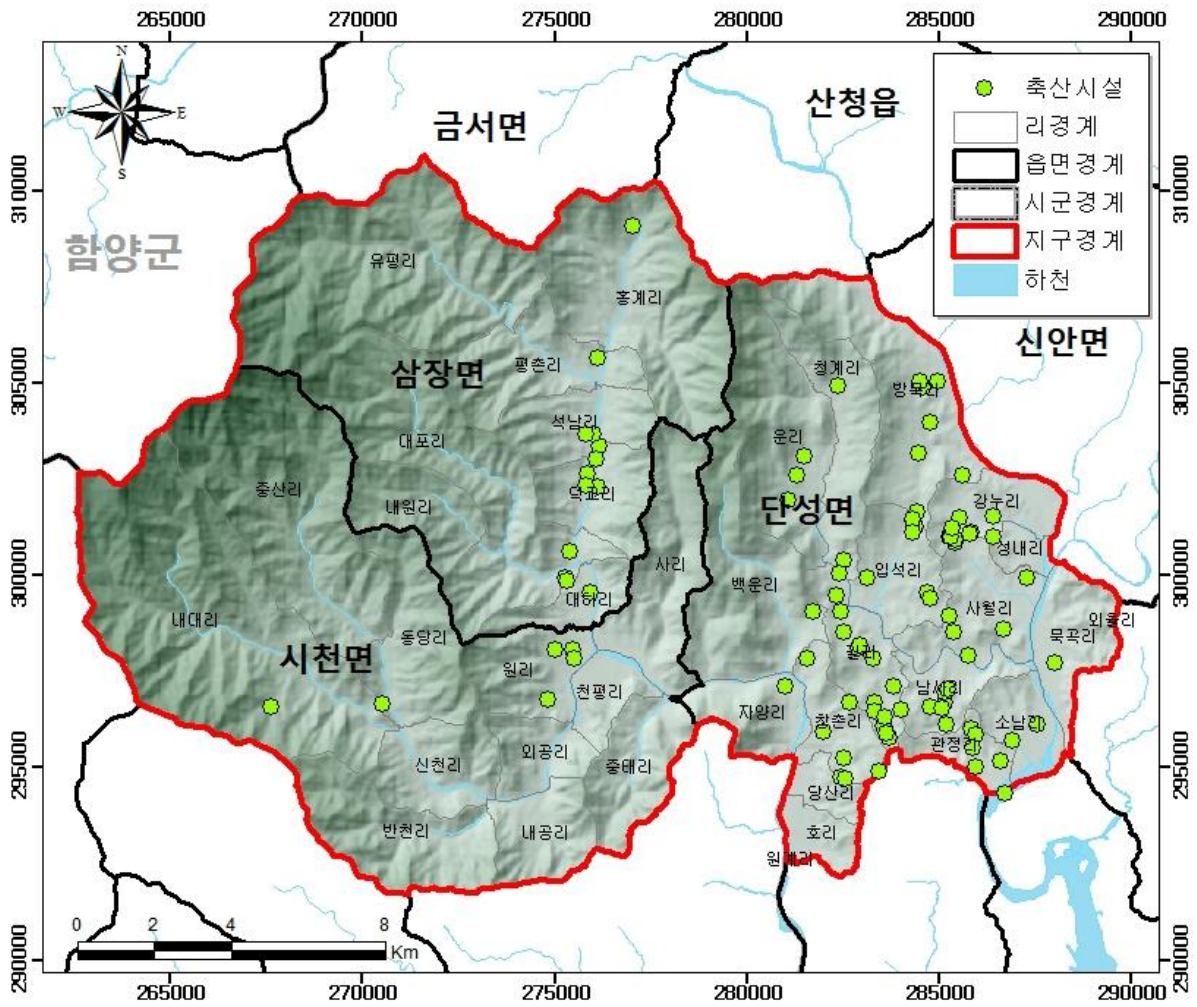 265000 270000 275000 280000 285000 290000
N
W E
S
금서면
산청읍
축산시설
리경계
읍면경계
시군경계
지구경계
하천
310000
310000
함양군
유평리
홍계리
신안면
305000
305000
평촌리
삼장면
청계리
방목리
석남리
대포리
운리
덕교리
중산리
내원리
단성면
강누리
성내리
300000
300000
사리
백운리
입석리
대하리
사월리
내대리
동당리
외율리
묵곡리
시천면
원리
길리
천평리
남사리
자양리
창촌리
소남리
관정리
295000
295000
신천리
외공리
중태리
당산리
반천리
내공리
호리
원계리
0 2 4 8
Km
290000
290000
265000 270000 275000 280000 285000 290000